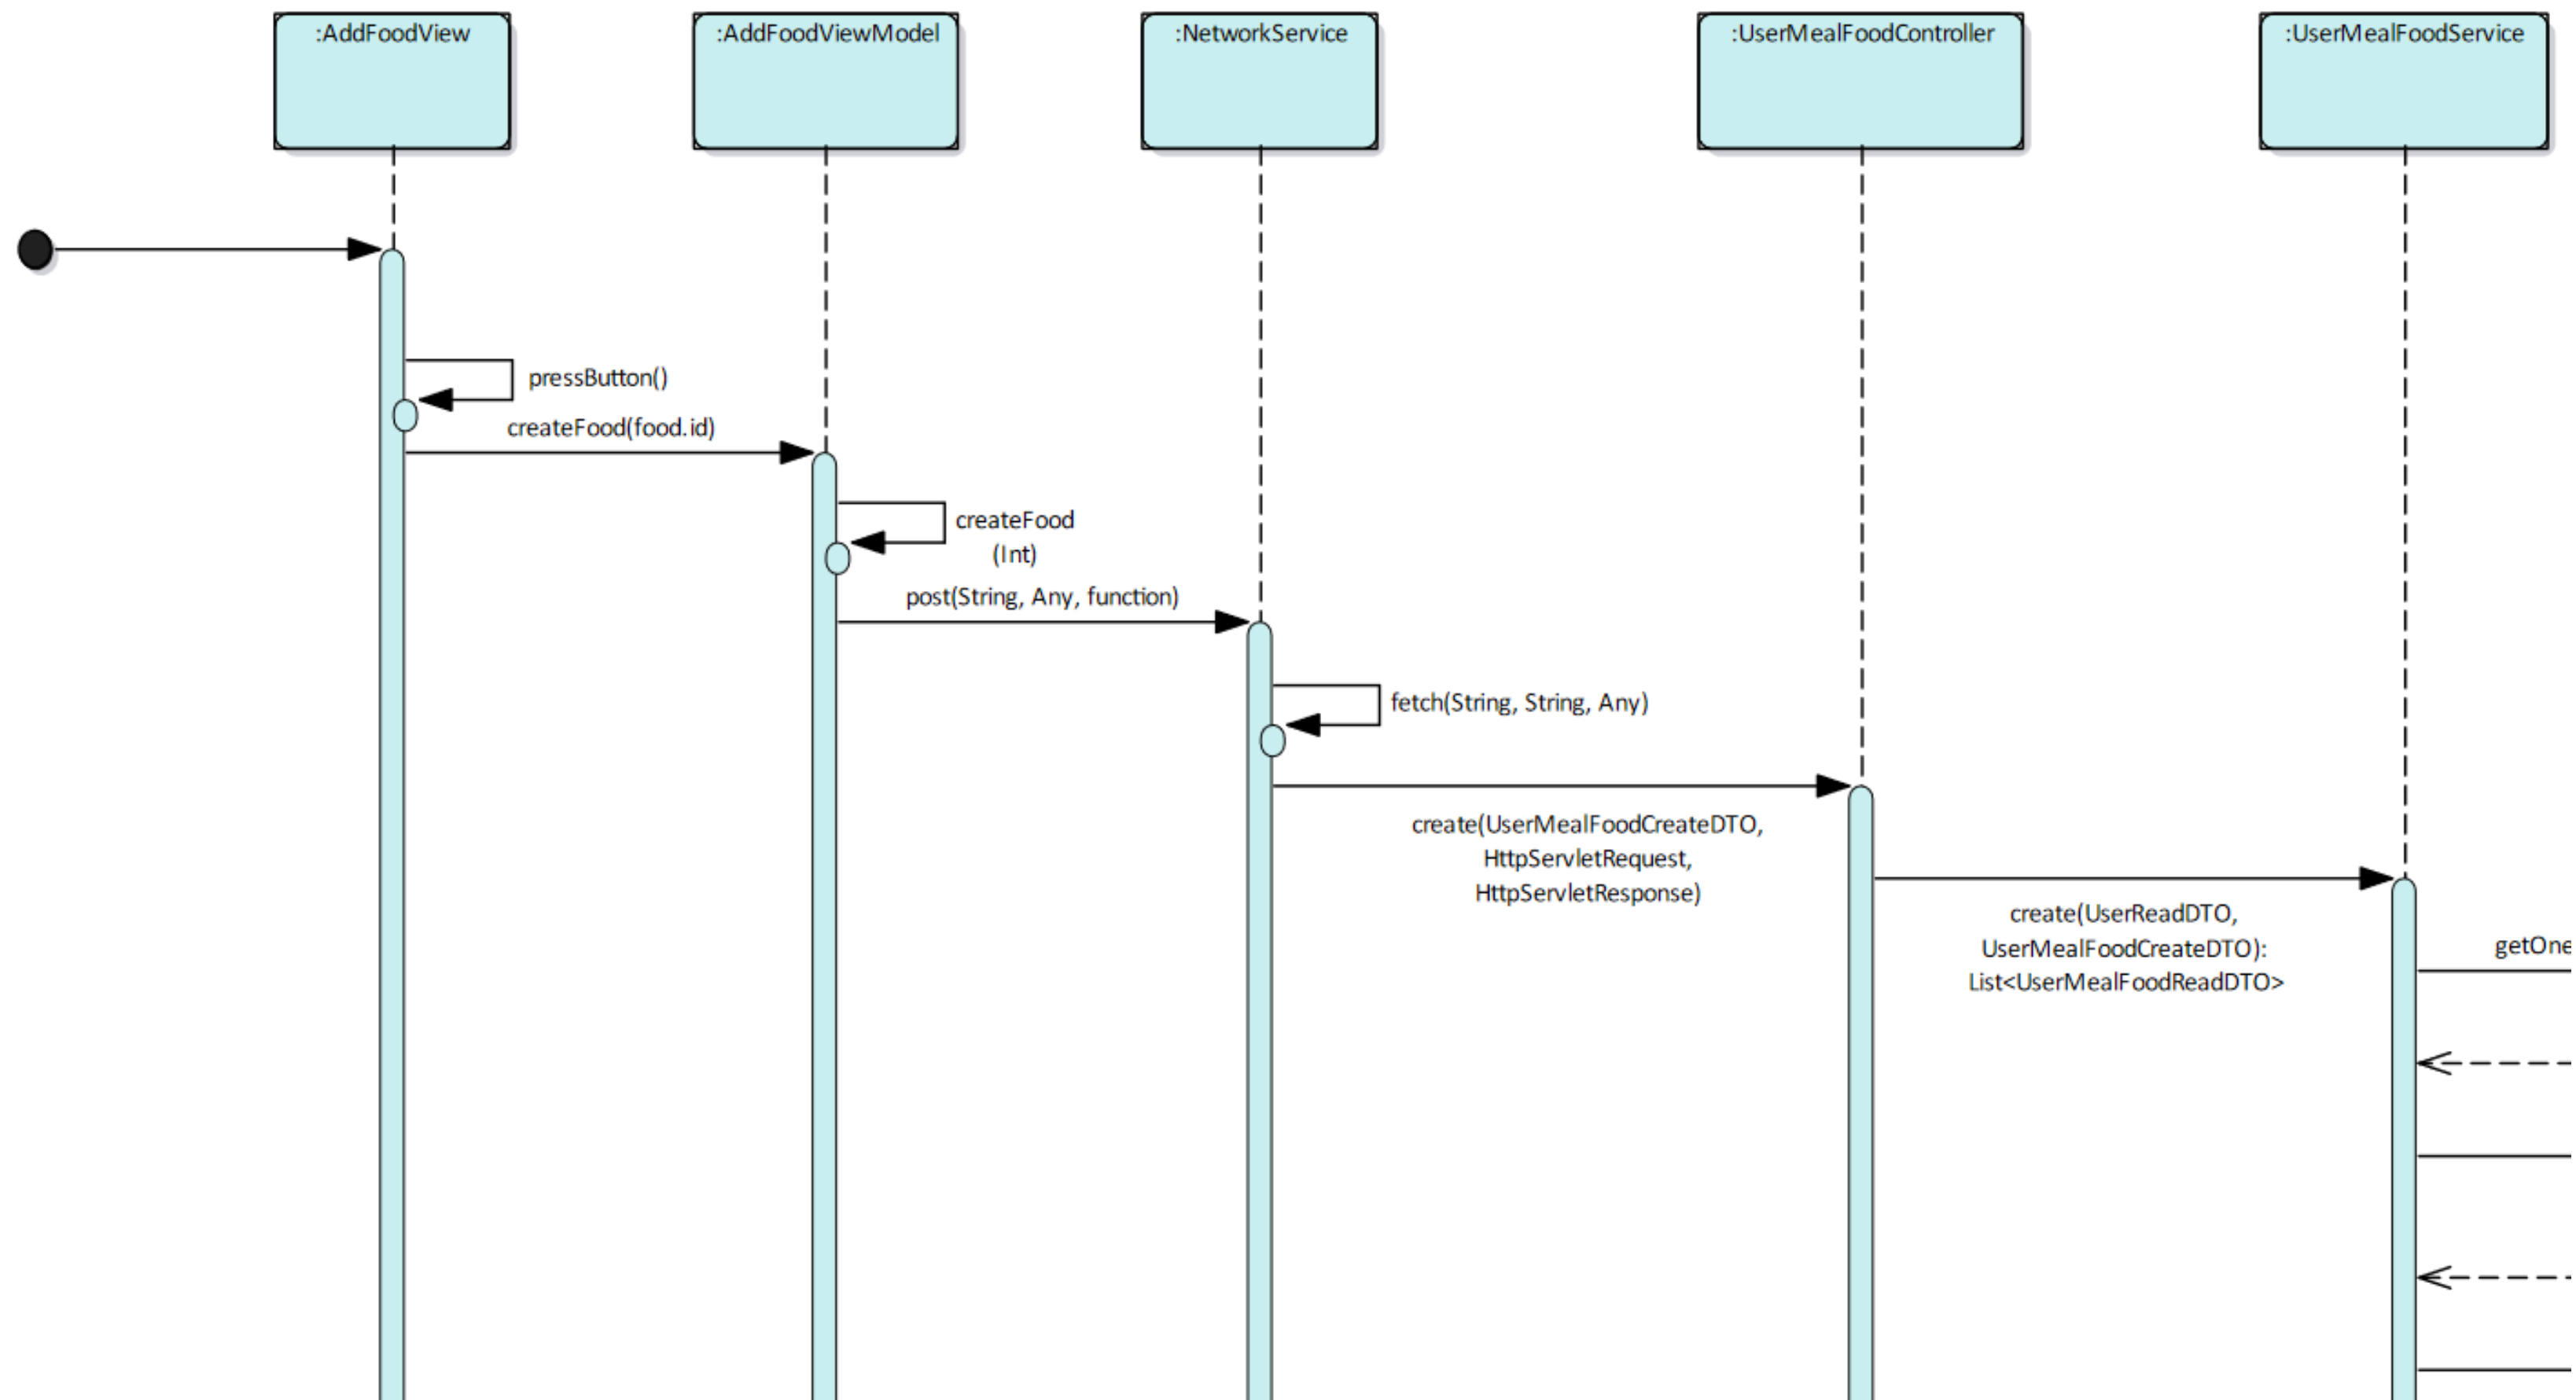 :AddFoodView
:AddFoodViewModel
:NetworkService
:UserMealFoodController
:UserMealFoodService
pressButton()
createFood(food.id)
createFood
(Int)
post(String, Any, function)
fetch(String, String, Any)
create(UserMealFoodCreateDTO,
HttpServletRequest,
HttpServletResponse)
create(UserReadDTO,
UserMealFoodCreateDTO):
List<UserMealFoodReadDTO>
getOne